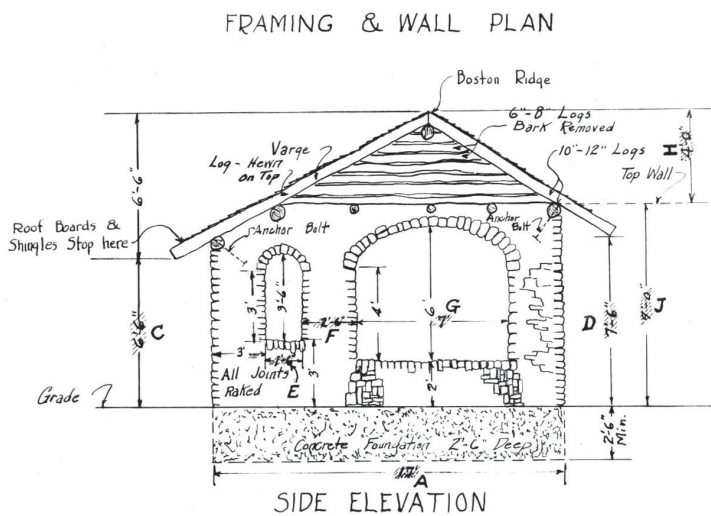 FRAMING & WALL PLAN
Boston Ridge
6"-8" Logs
Bark Removed
Varge
Log - Hewn
on Top
10"-12" Logs
H
4'-0"
Top Wall
6'-6"
Roof Boards &
Shingles Stop here
Anchor Bolt
Anchor
Bolt
3'
3'-6"
4'
6'
G
F
C
D
7'-6"
J
3'
E
3'
2'
All Joints
Raked
Grade
Concrete Foundation 2'-6 Deep
2'-6"
Min.
A
SIDE ELEVATION